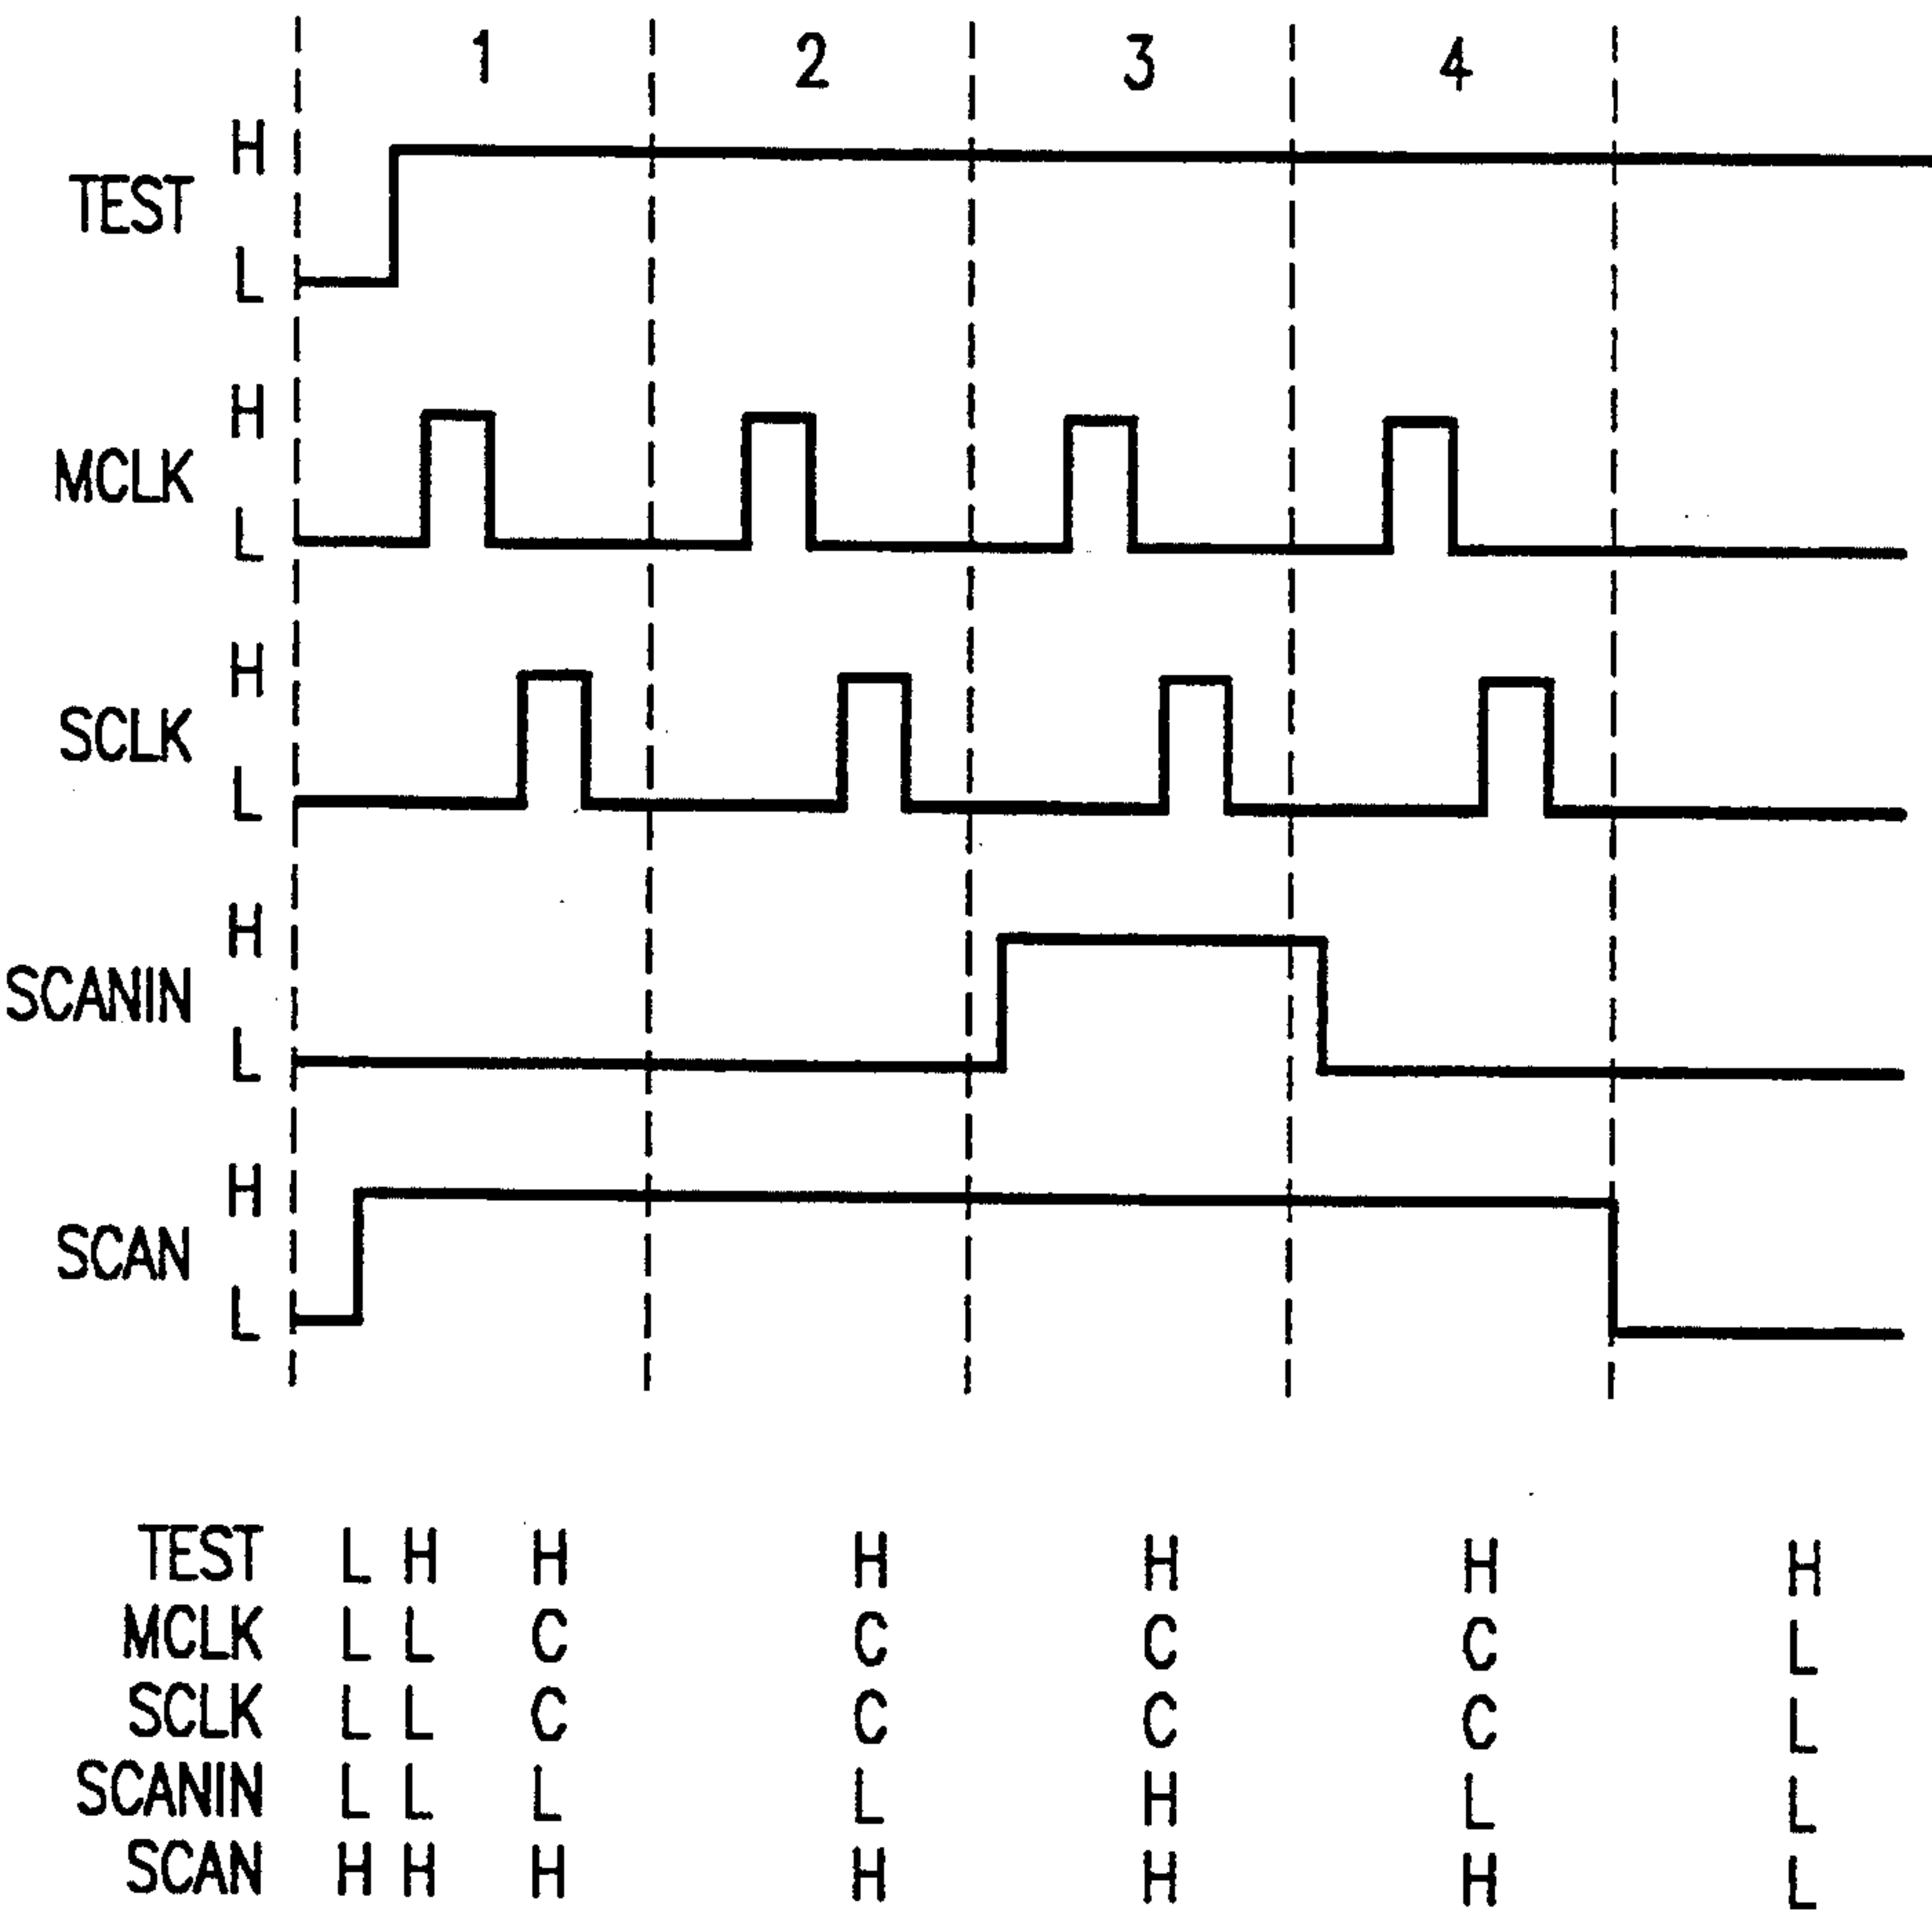 1 2 3 4
H
TEST
L
H
MCLK
L
H
SCLK
L
H
SCANIN
L
H
SCAN
L
TEST L H H H H H H
MCLK L L C C C C L
SCLK L L C C C C L
SCANIN L L L L H L L
SCAN H H H H H H L